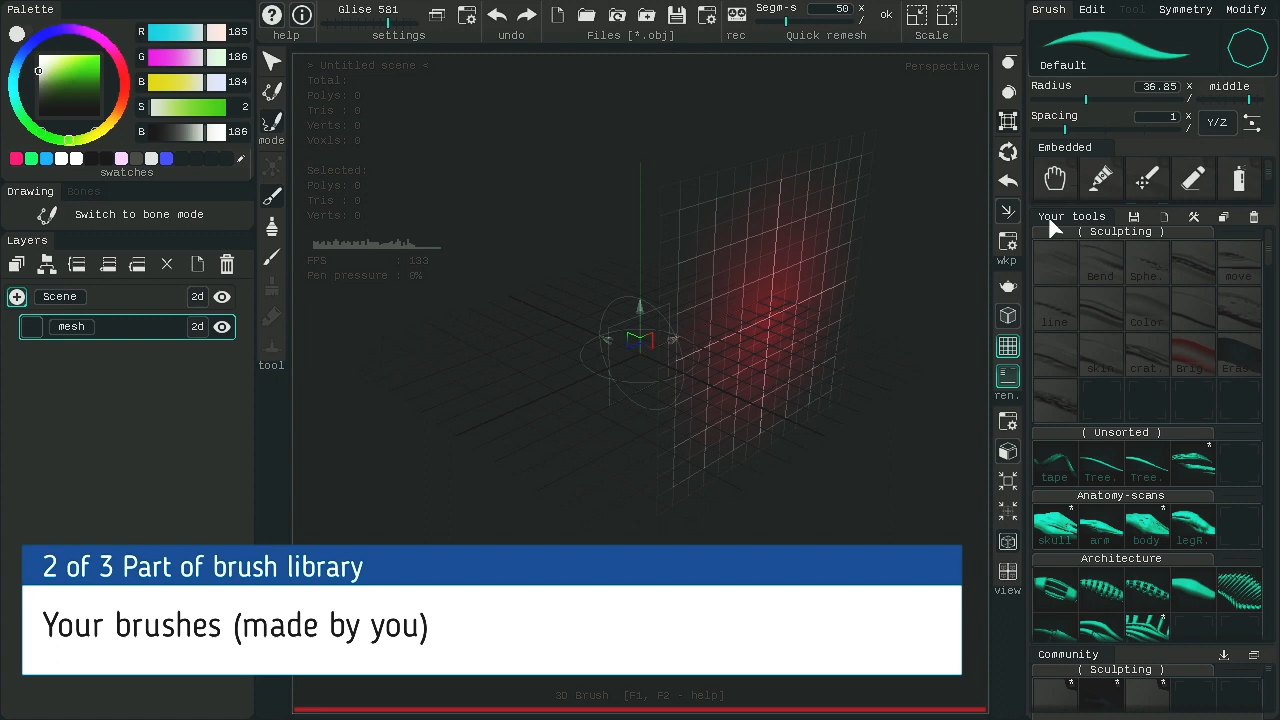 Palette
R 185
G 186
B 184
S 2
B 186
swatches
Drawing Bones
Switch to bone mode
Layers
Scene 2d
mesh 2d
help
Glise 581
settings
undo
Files [*.obj]
rec
Segm-s 50 x / ok
Quick remesh
Scale
mode
tool
> Untitled scene <
Total:
Polys: 0
Tris : 0
Verts: 0
Voxls: 0
Selected:
Polys: 0
Tris : 0
Verts: 0
FPS : 133
Pen pressure : 0%
Perspective
3D Brush [F1, F2 - help]
wkp
ren.
view
Brush Edit Tool Symmetry Modify
Default
Radius 36.85 x / middle
Spacing 1 x / Y/Z
Embedded
Your tools
( Sculpting )
Bend Sphe. move
line Color
skin crat. Brig. Eras
( Unsorted )
tape Tree. Tree.
Anatomy-scans
skull arm body legR.
Architecture
Community
( Sculpting )
2 of 3 Part of brush library
Your brushes (made by you)